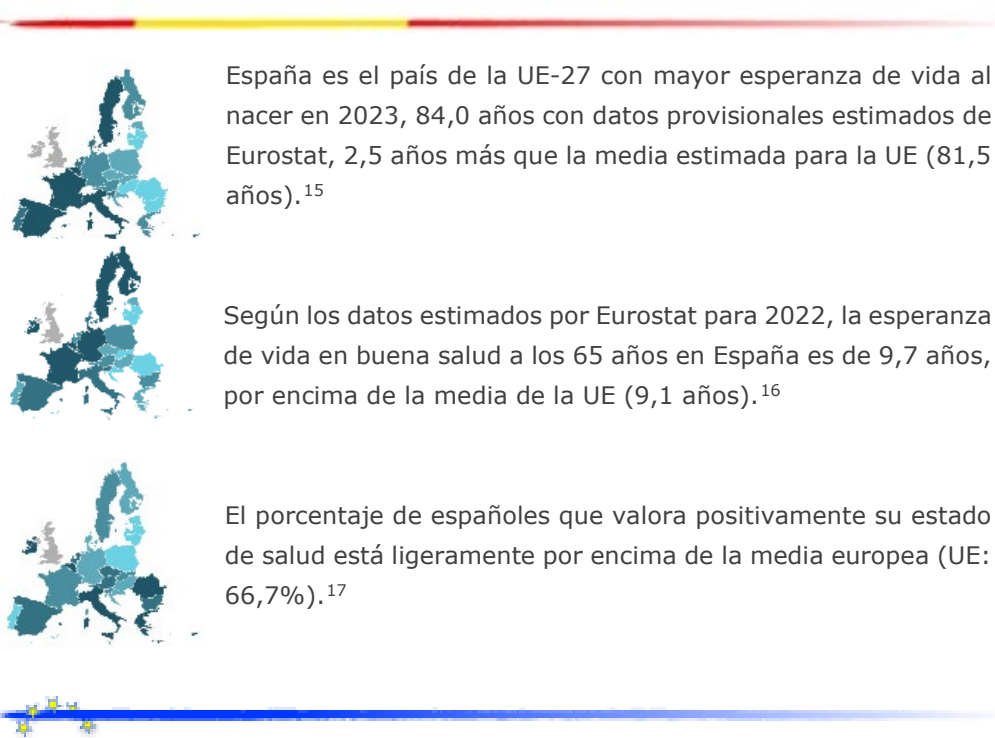 España es el país de la UE-27 con mayor esperanza de vida al
nacer en 2023, 84,0 años con datos provisionales estimados de
Eurostat, 2,5 años más que la media estimada para la UE (81,5
años).15
Según los datos estimados por Eurostat para 2022, la esperanza
de vida en buena salud a los 65 años en España es de 9,7 años,
por encima de la media de la UE (9,1 años).16
El porcentaje de españoles que valora positivamente su estado
de salud está ligeramente por encima de la media europea (UE:
66,7%).17